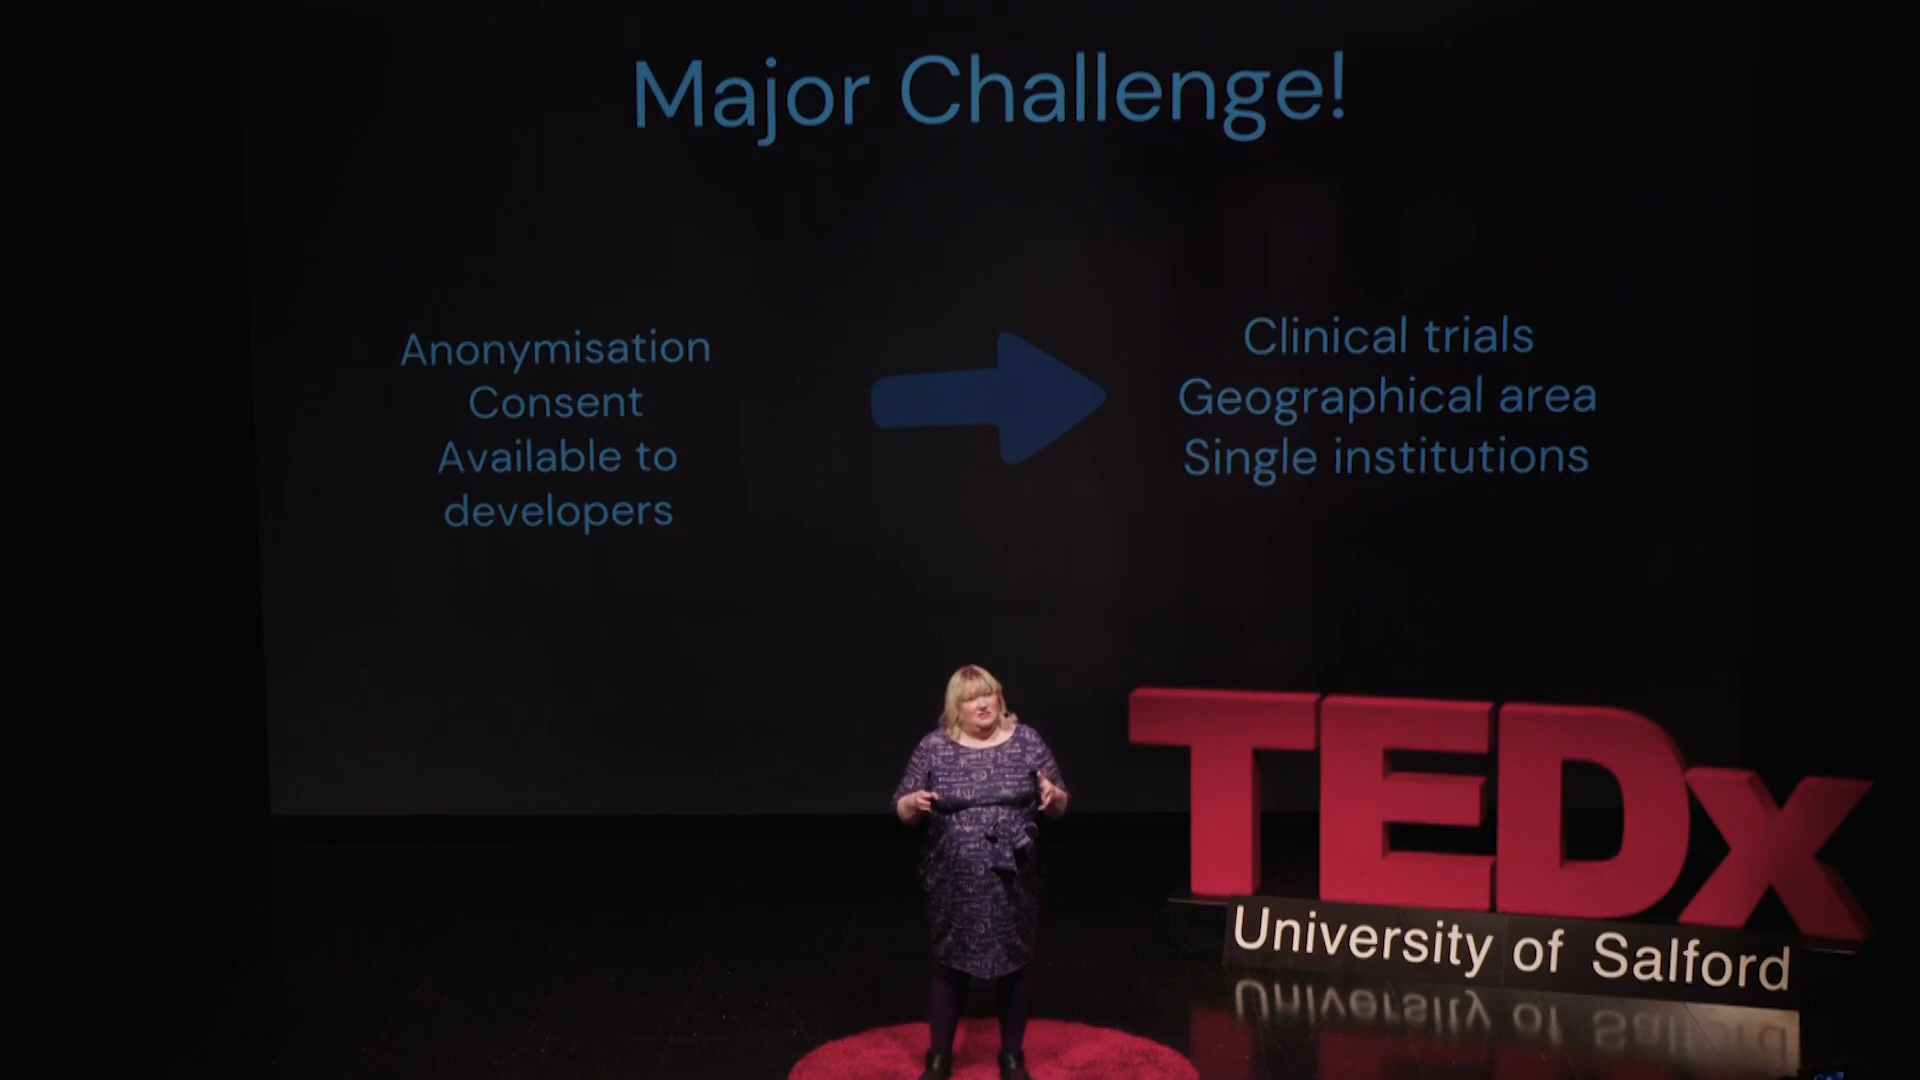 Major Challenge!
Anonymisation
Consent
Available to
developers
Clinical trials
Geographical area
Single institutions
TEDx
University of Salford